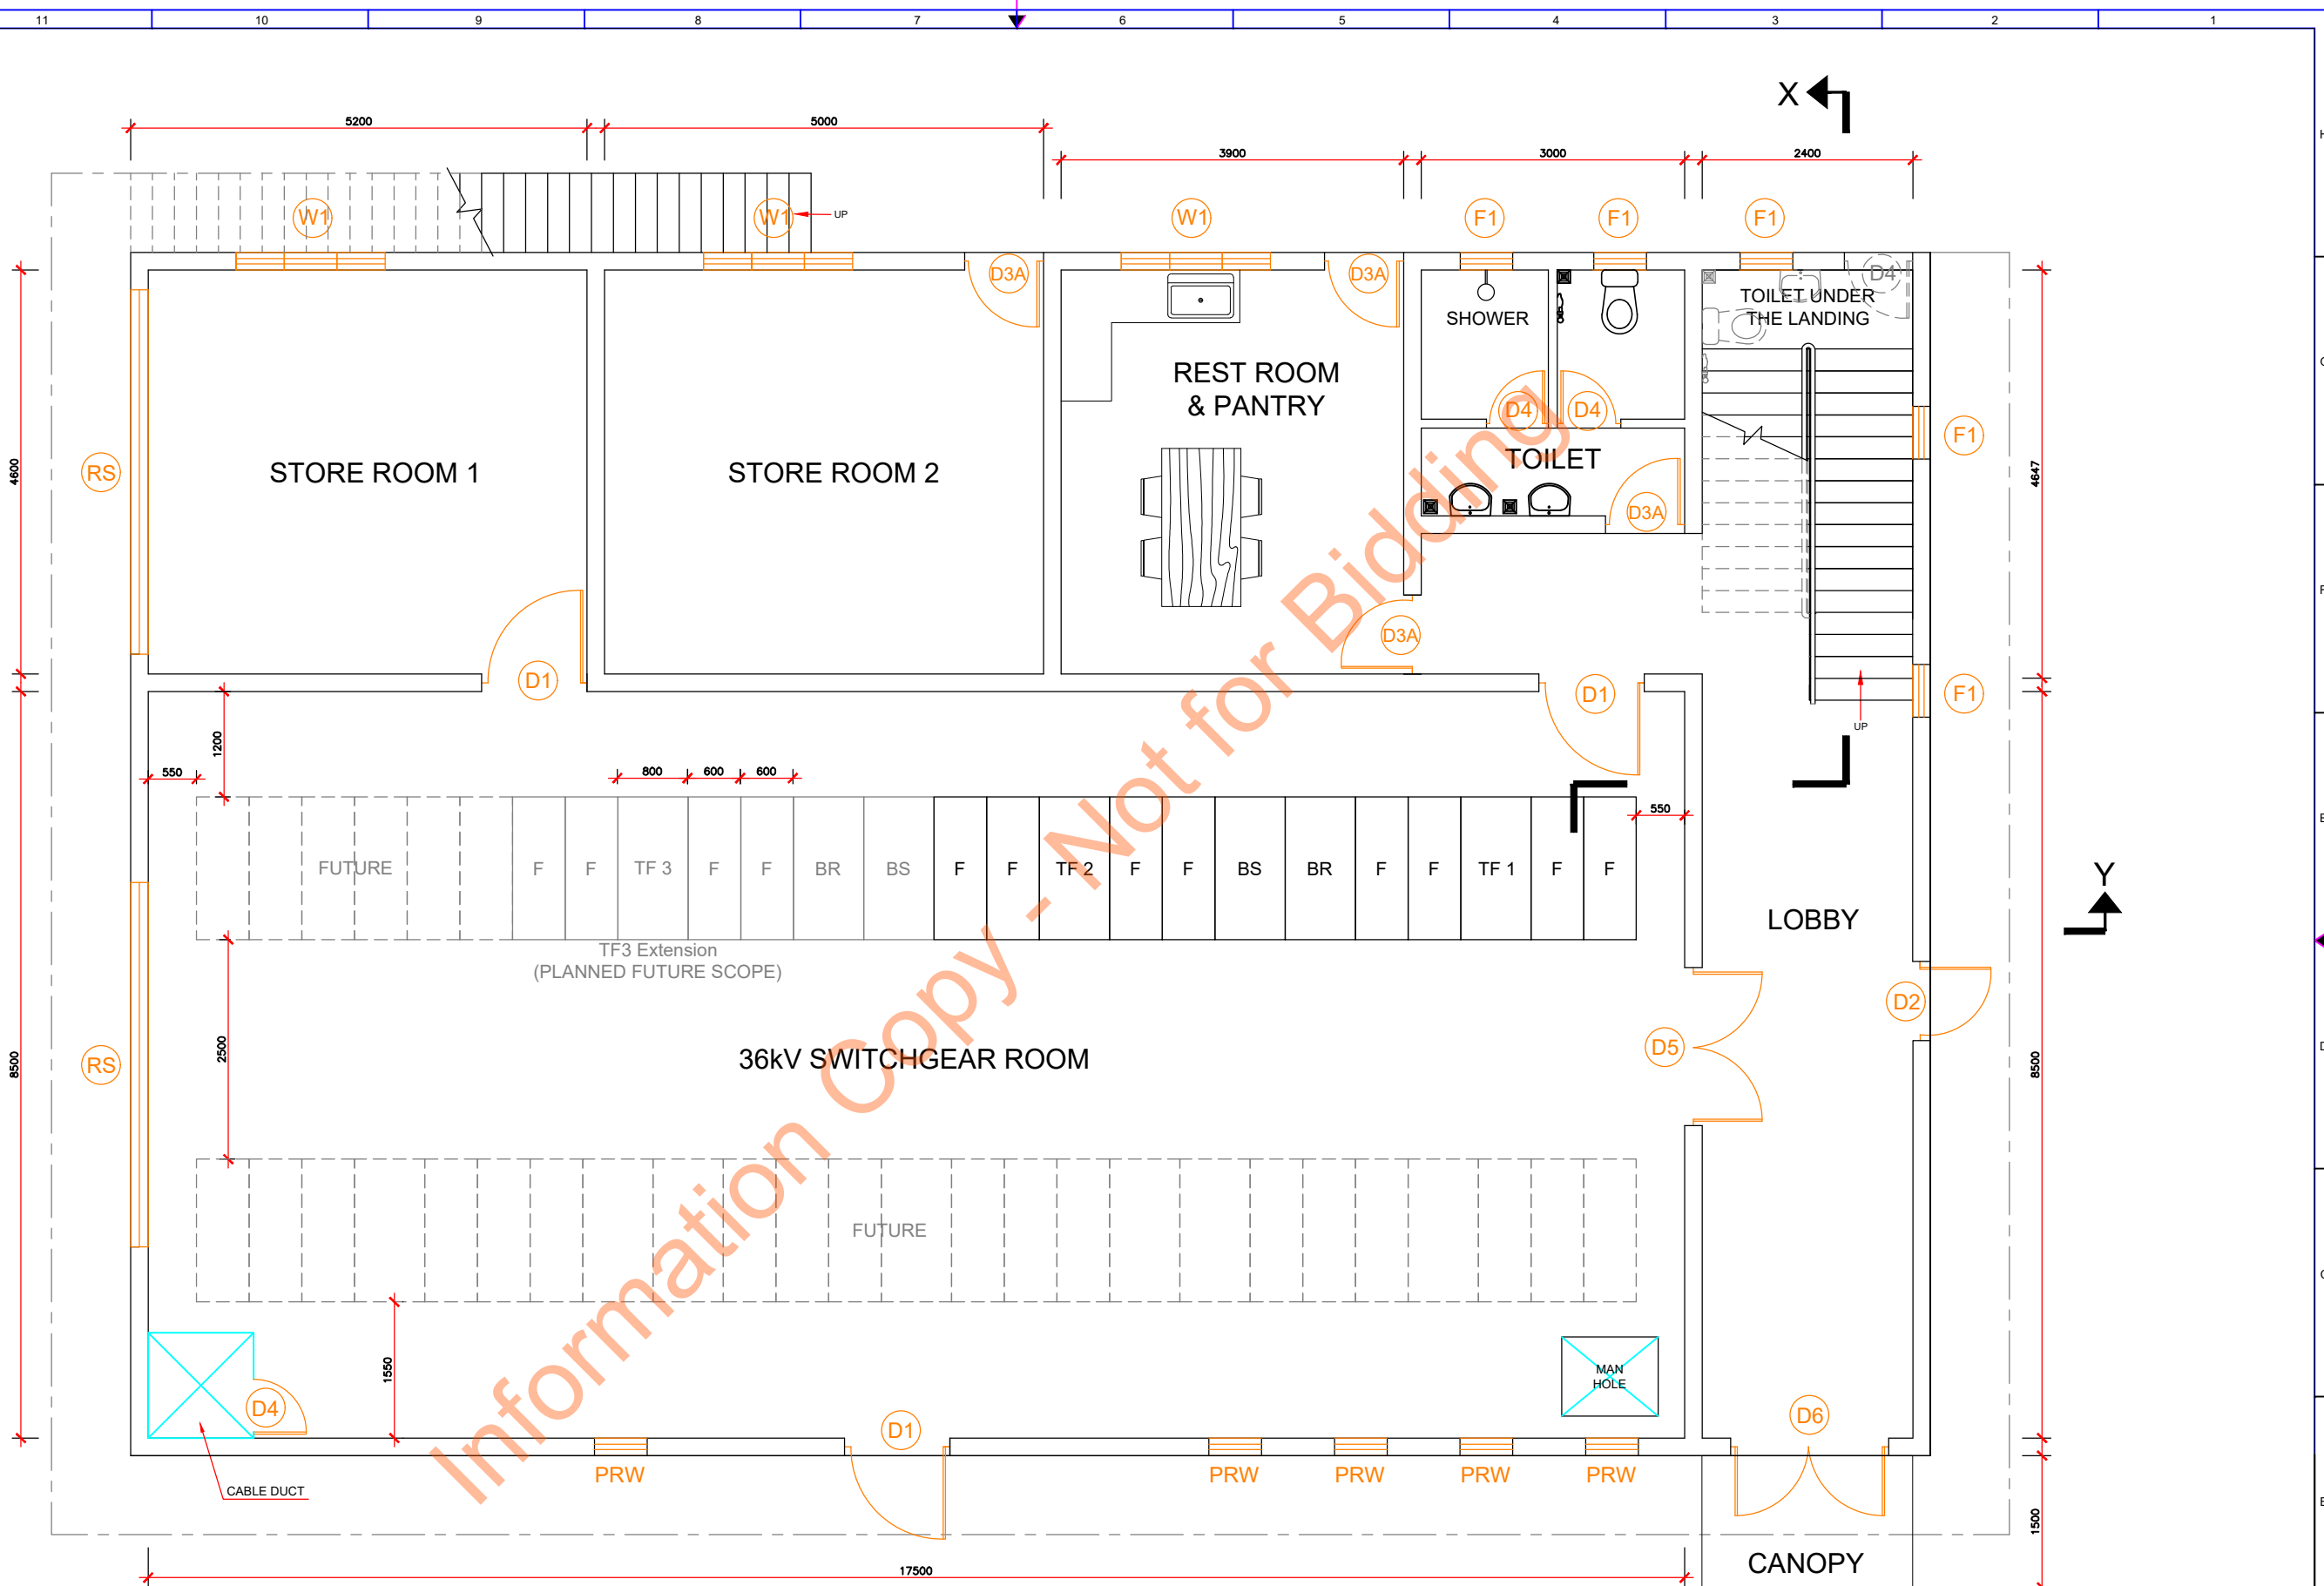 11 10 9 8 7 6 5 4 3 2 1
X
5200 5000
3900 3000 2400
W1 W1 UP W1 F1 F1 F1
D3A D3A D4
TOILET UNDER
THE LANDING
SHOWER
REST ROOM
& PANTRY
D4 D4
F1
TOILET
4600 RS STORE ROOM 1 STORE ROOM 2 4647
D3A
D3A
D1 D1 F1
UP
1200
550 800 600 600
550
FUTURE F F TF 3 F F BR BS F F TF 2 F F BS BR F F TF 1 F F
Y
LOBBY
TF3 Extension
(PLANNED FUTURE SCOPE)
D2
8500 RS 2500 36kV SWITCHGEAR ROOM D5 8500
FUTURE
1550
MAN
HOLE
D4 D1 D6
PRW PRW PRW PRW PRW
CABLE DUCT
1500
CANOPY
17500
Information Copy - Not for Bidding